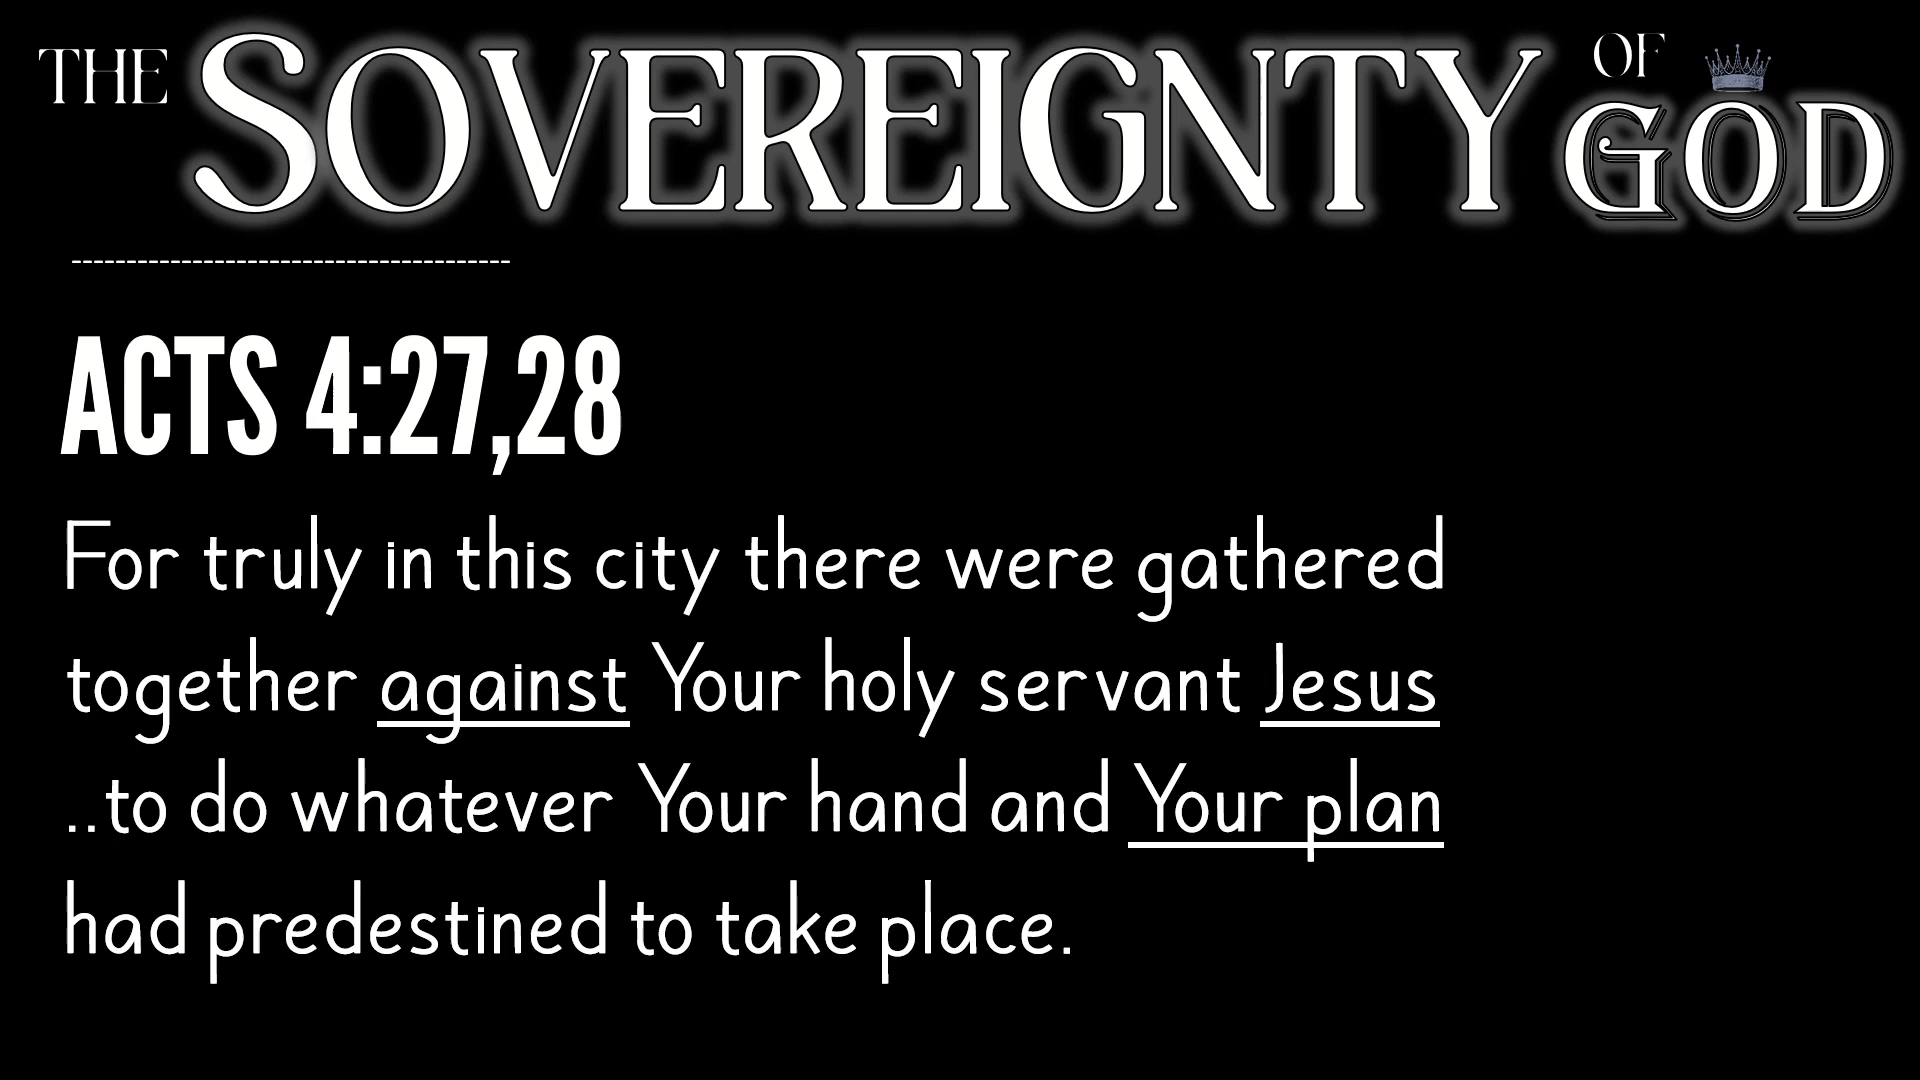 THE SOVEREIGNTY OF GOD
----------------------------------------
ACTS 4:27,28
For truly in this city there were gathered
together against Your holy servant Jesus
..to do whatever Your hand and Your plan
had predestined to take place.